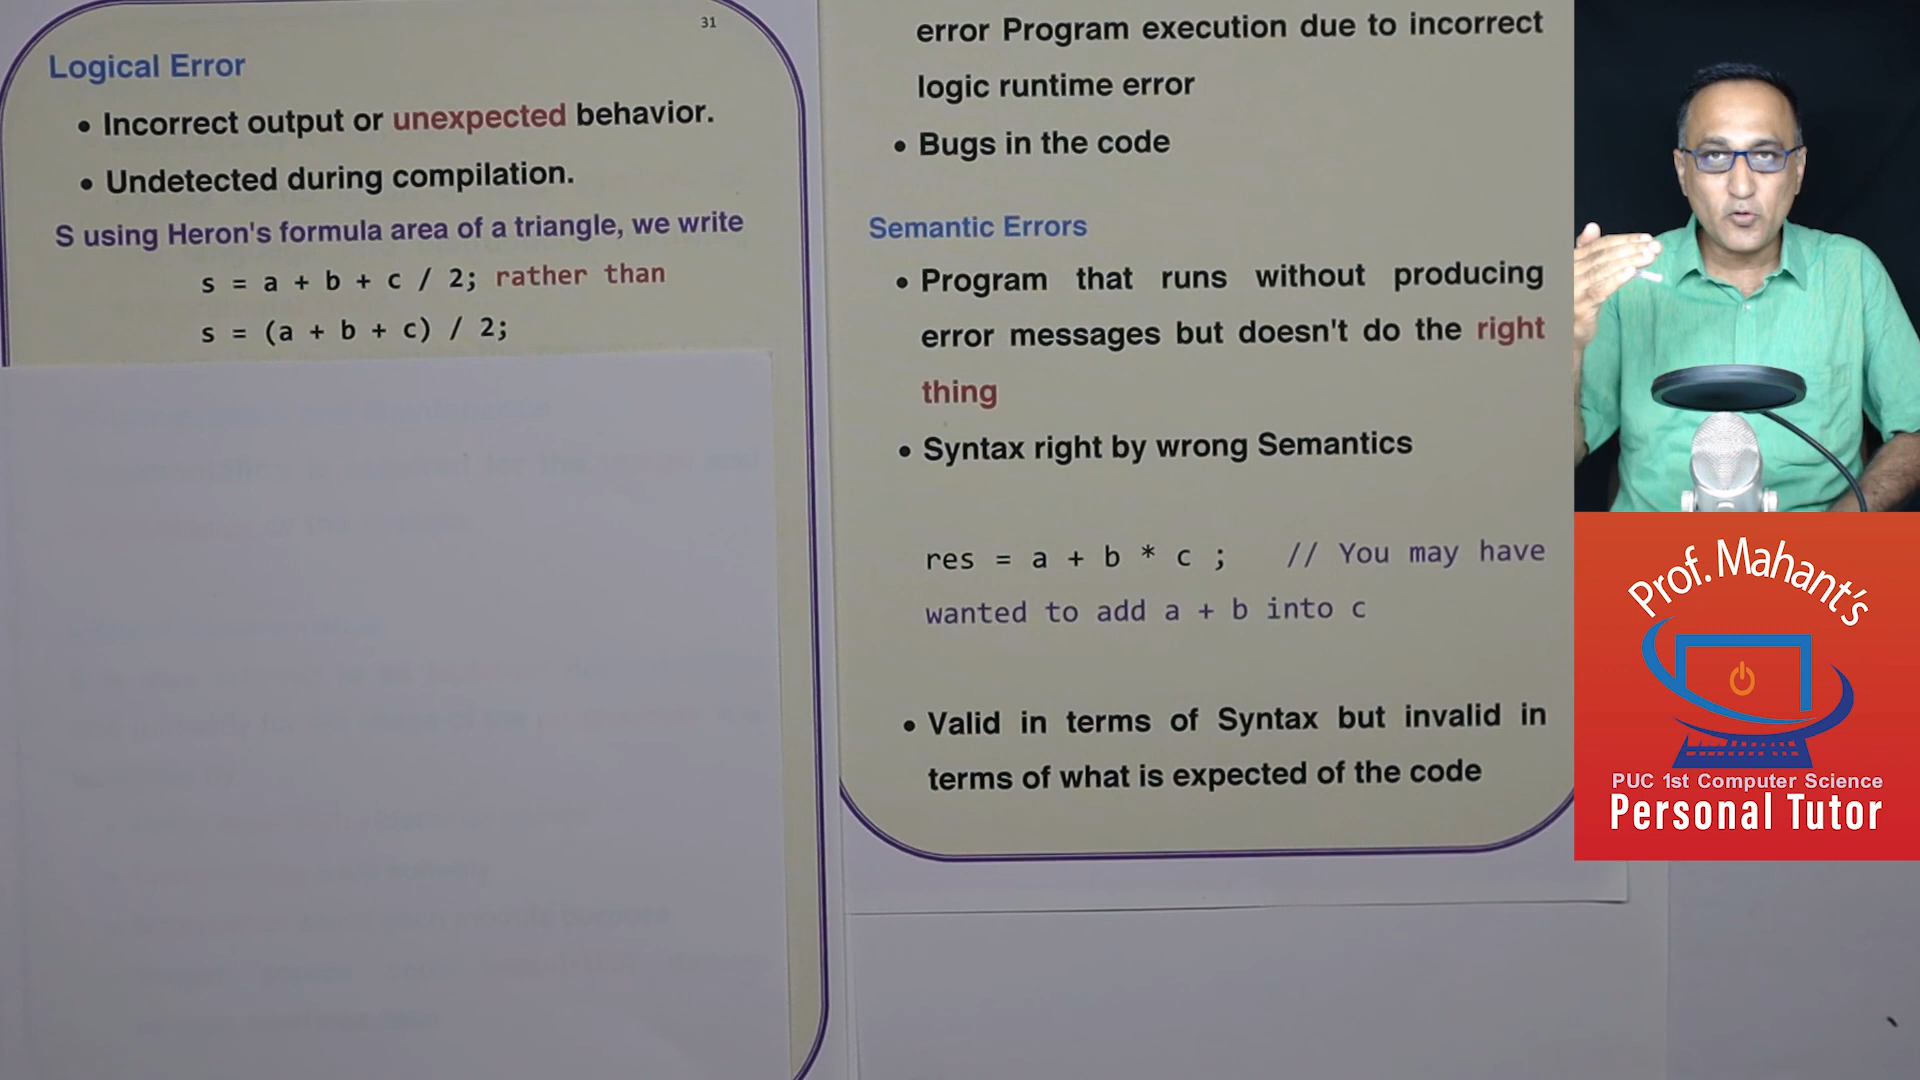 31
Logical Error
• Incorrect output or unexpected behavior.
• Undetected during compilation.
S using Heron's formula area of a triangle, we write
s = a + b + c / 2; rather than
s = (a + b + c) / 2;
error Program execution due to incorrect
logic runtime error
• Bugs in the code
Semantic Errors
• Program that runs without producing
error messages but doesn't do the right
thing
• Syntax right by wrong Semantics
res = a + b * c ; // You may have
wanted to add a + b into c
• Valid in terms of Syntax but invalid in
terms of what is expected of the code
Prof. Mahant's
PUC 1st Computer Science
Personal Tutor